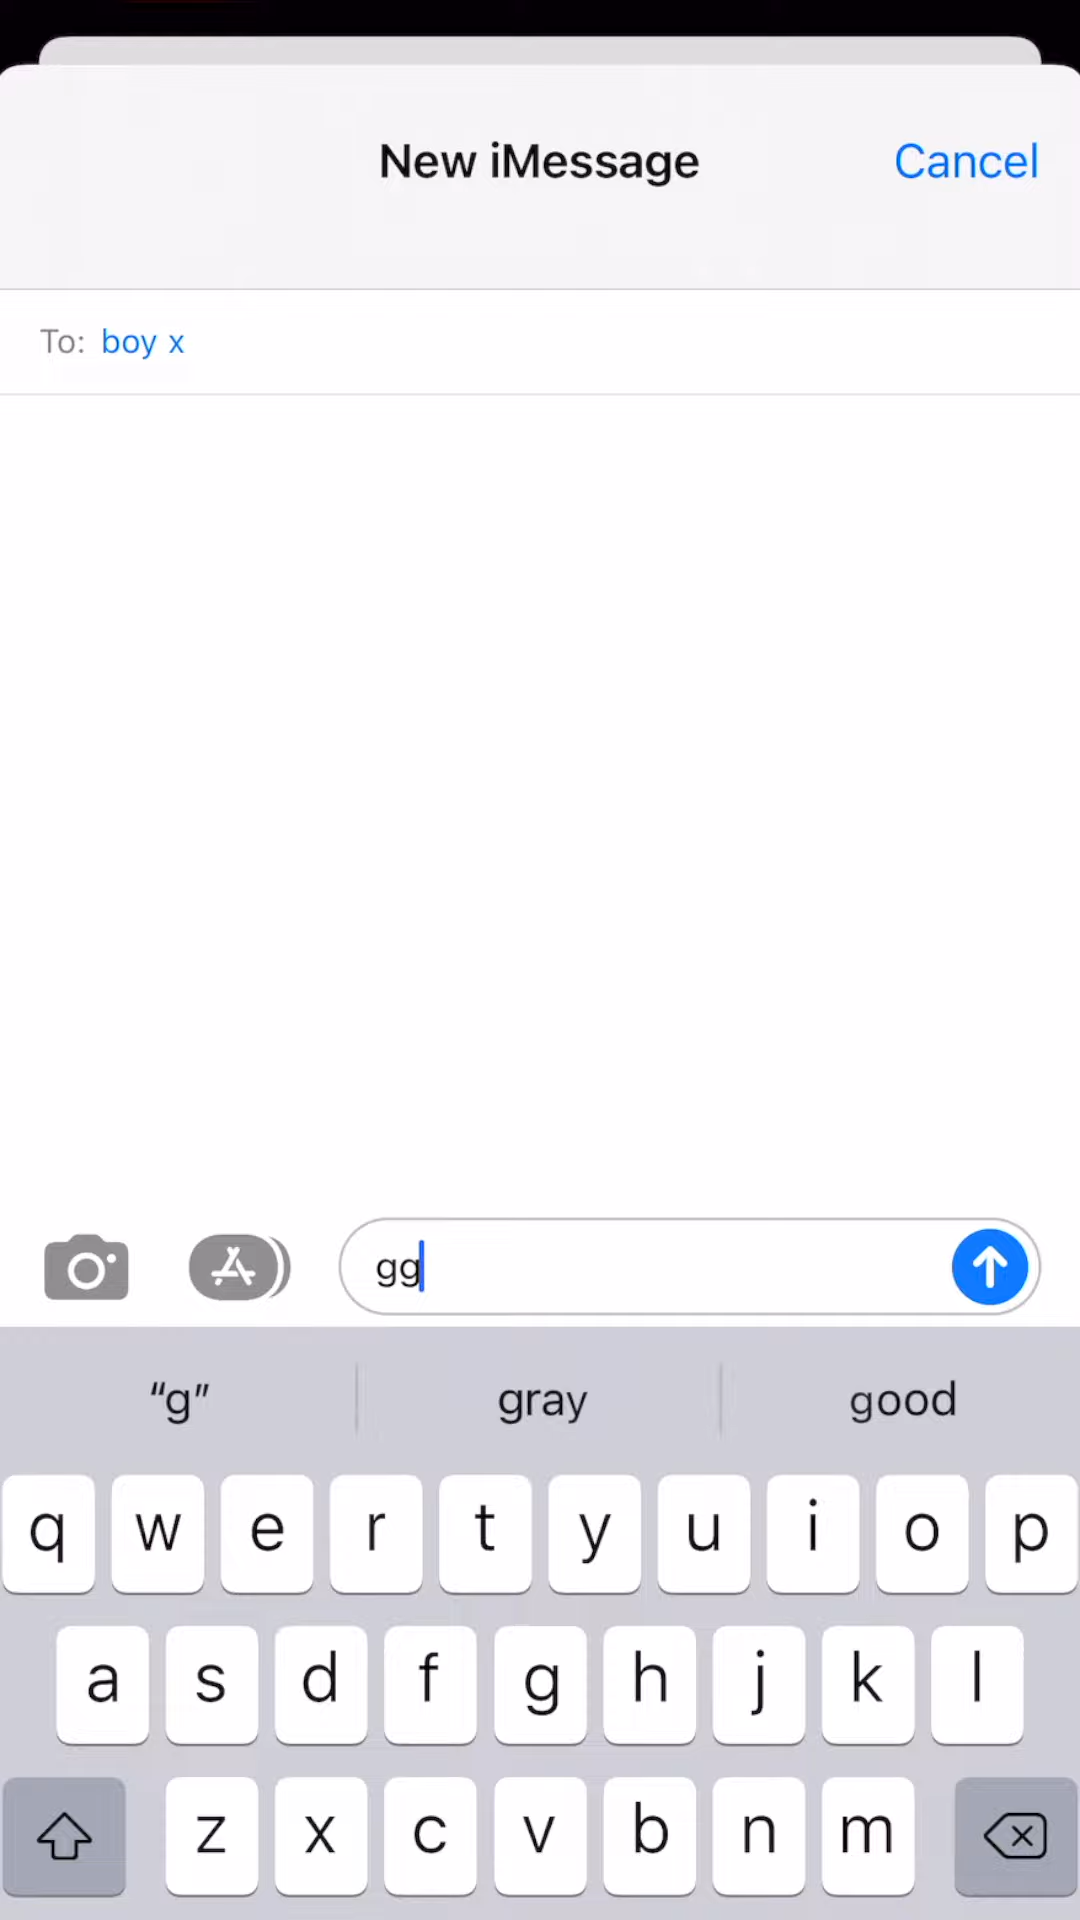 New iMessage Cancel
To: boy x
gg
“g” gray good
q w e r t y u i o p
a s d f g h j k l
z x c v b n m